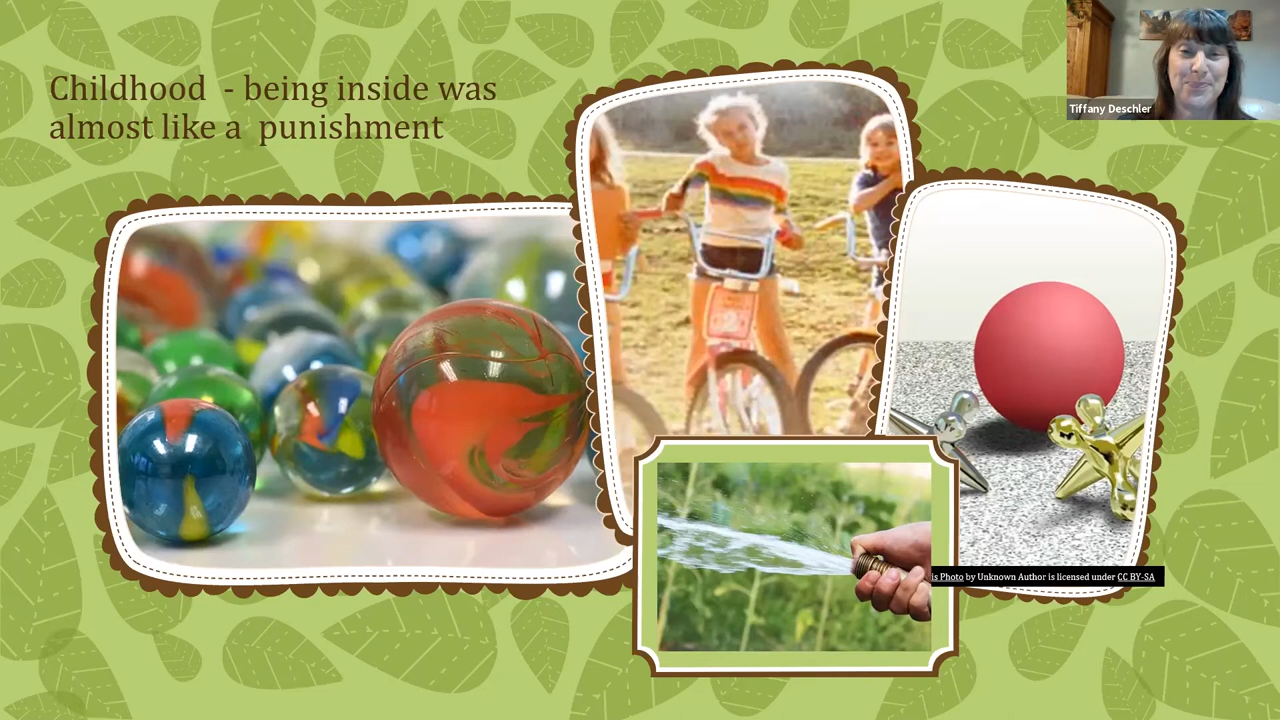 Childhood  - being inside was
almost like a  punishment
Tiffany Deschler
is Photo by Unknown Author is licensed under CC BY-SA